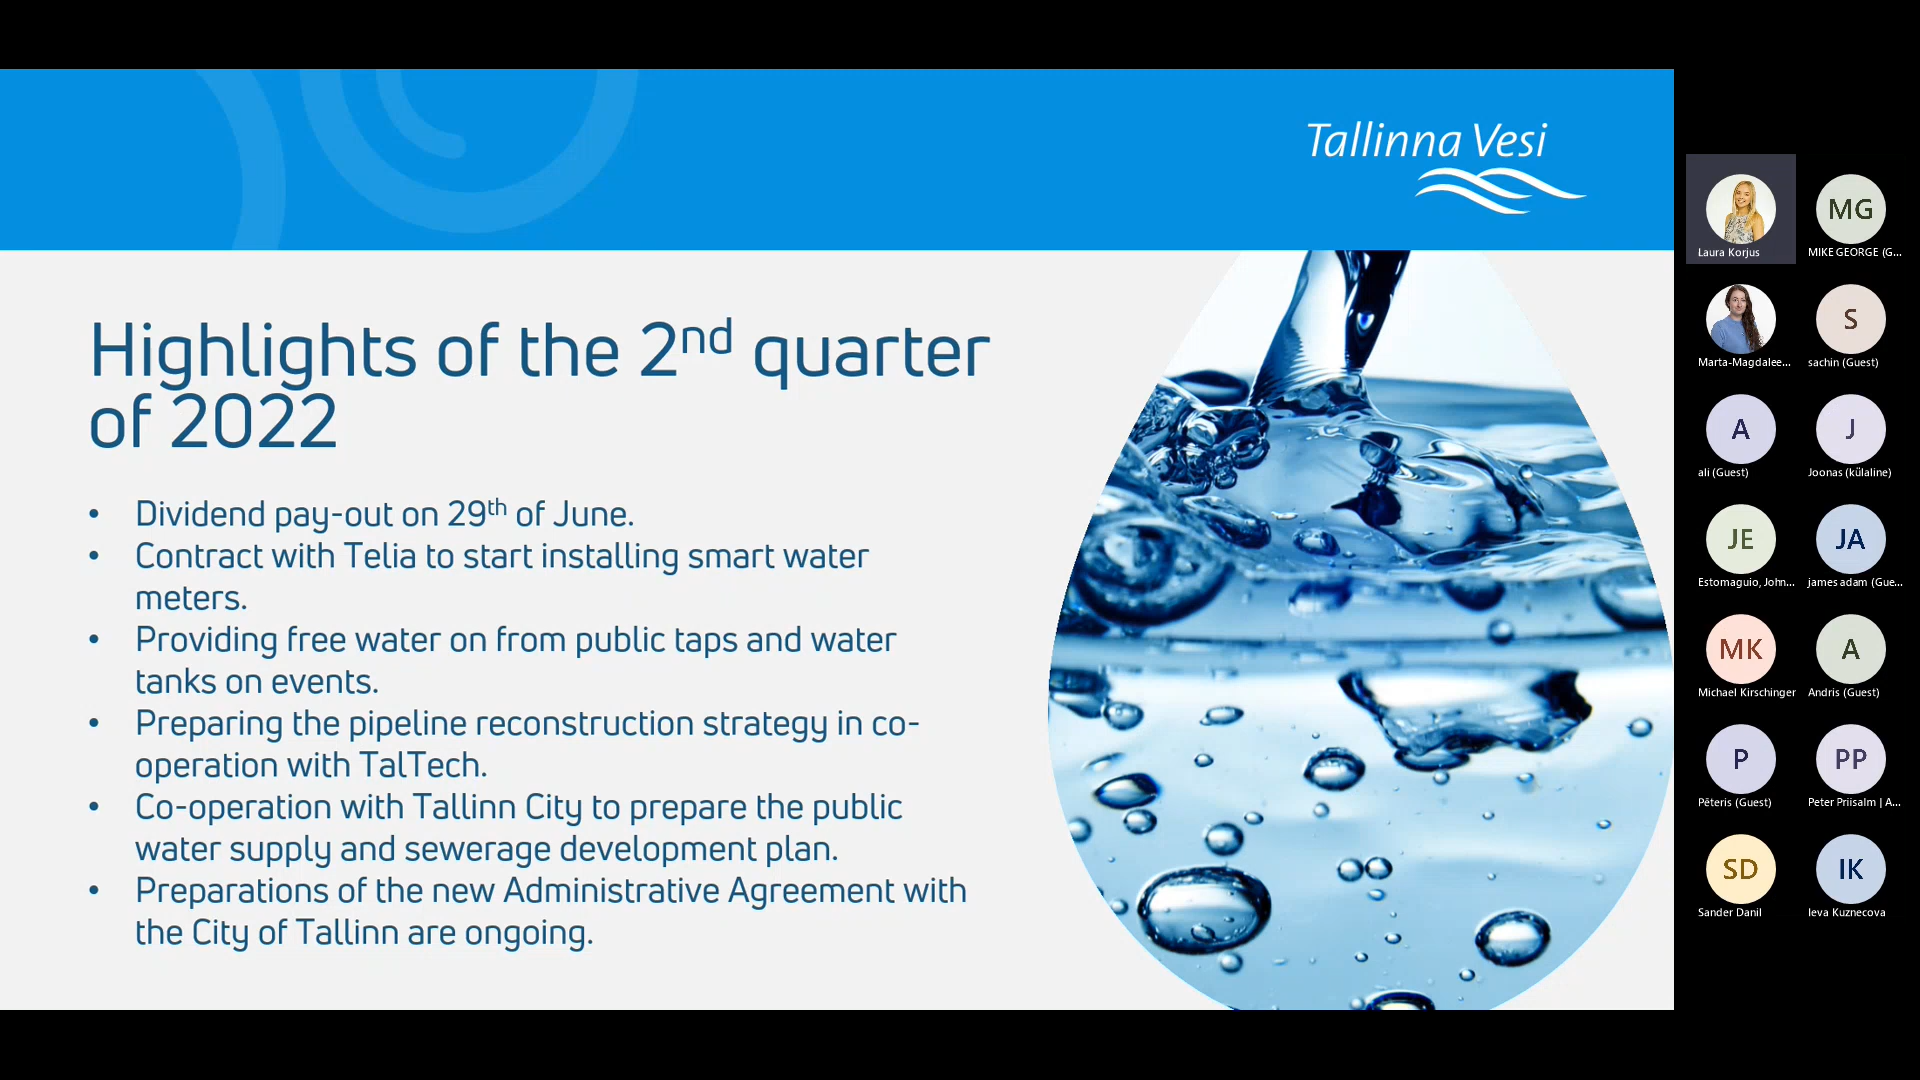 Tallinna Vesi
Highlights of the 2nd quarter
of 2022
• Dividend pay-out on 29th of June.
• Contract with Telia to start installing smart water
meters.
• Providing free water on from public taps and water
tanks on events.
• Preparing the pipeline reconstruction strategy in co-
operation with TalTech.
• Co-operation with Tallinn City to prepare the public
water supply and sewerage development plan.
• Preparations of the new Administrative Agreement with
the City of Tallinn are ongoing.
Laura Korjus
MG
MIKE GEORGE (G...
Marta-Magdalee...
S
sachin (Guest)
A
ali (Guest)
J
Joonas (külaline)
JE
Estomaguio, John...
JA
james adam (Gue...
MK
Michael Kirschinger
A
Andris (Guest)
P
Pēteris (Guest)
PP
Peter Priisalm | A...
SD
Sander Danil
IK
Ieva Kuznecova